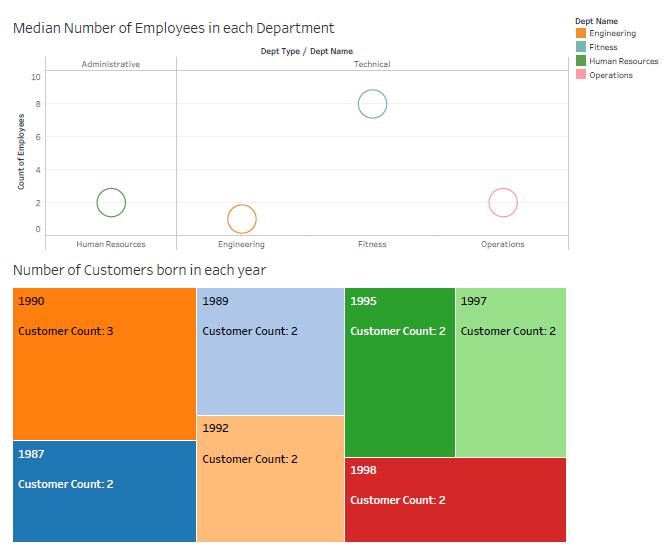 Median Number of Employees in each Department
Dept Type / Dept Name
Administrative
Technical
Count of Employees
10
8
6
4
2
0
Human Resources
Engineering
Fitness
Operations
Dept Name
Engineering
Fitness
Human Resources
Operations
Number of Customers born in each year
1990
Customer Count: 3
1987
Customer Count: 2
1989
Customer Count: 2
1992
Customer Count: 2
1995
Customer Count: 2
1997
Customer Count: 2
1998
Customer Count: 2